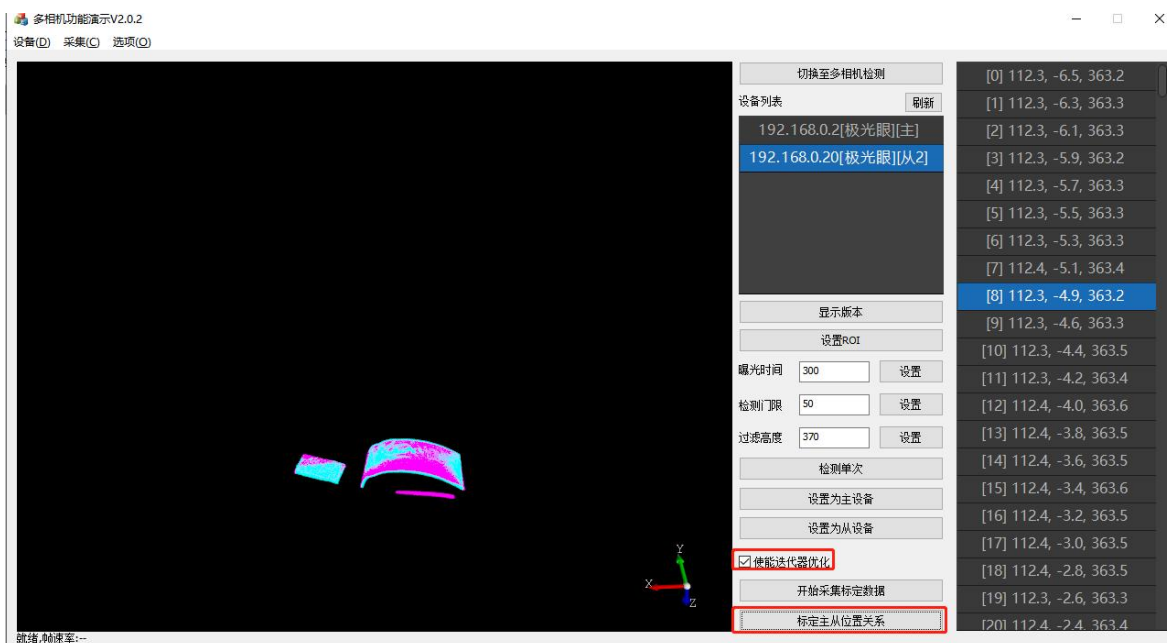 多相机功能演示V2.0.2
设备(D) 采集(C) 选项(O)
切换至多相机检测
设备列表
刷新
192.168.0.2[极光眼][主]
192.168.0.20[极光眼][从2]
显示版本
设置ROI
曝光时间 300 设置
检测门限 50 设置
过滤高度 370 设置
检测单次
设置为主设备
设置为从设备
使能迭代器优化
开始采集标定数据
标定主从位置关系
[0] 112.3, -6.5, 363.2
[1] 112.3, -6.3, 363.3
[2] 112.3, -6.1, 363.3
[3] 112.3, -5.9, 363.2
[4] 112.3, -5.7, 363.3
[5] 112.3, -5.5, 363.3
[6] 112.3, -5.3, 363.3
[7] 112.4, -5.1, 363.4
[8] 112.3, -4.9, 363.2
[9] 112.3, -4.6, 363.3
[10] 112.3, -4.4, 363.5
[11] 112.3, -4.2, 363.4
[12] 112.4, -4.0, 363.6
[13] 112.4, -3.8, 363.5
[14] 112.4, -3.6, 363.5
[15] 112.4, -3.4, 363.6
[16] 112.4, -3.2, 363.5
[17] 112.4, -3.0, 363.5
[18] 112.4, -2.8, 363.5
[19] 112.3, -2.6, 363.3
[20] 112.4, -2.4, 363.4
Y
X
Z
就绪,帧速率:--